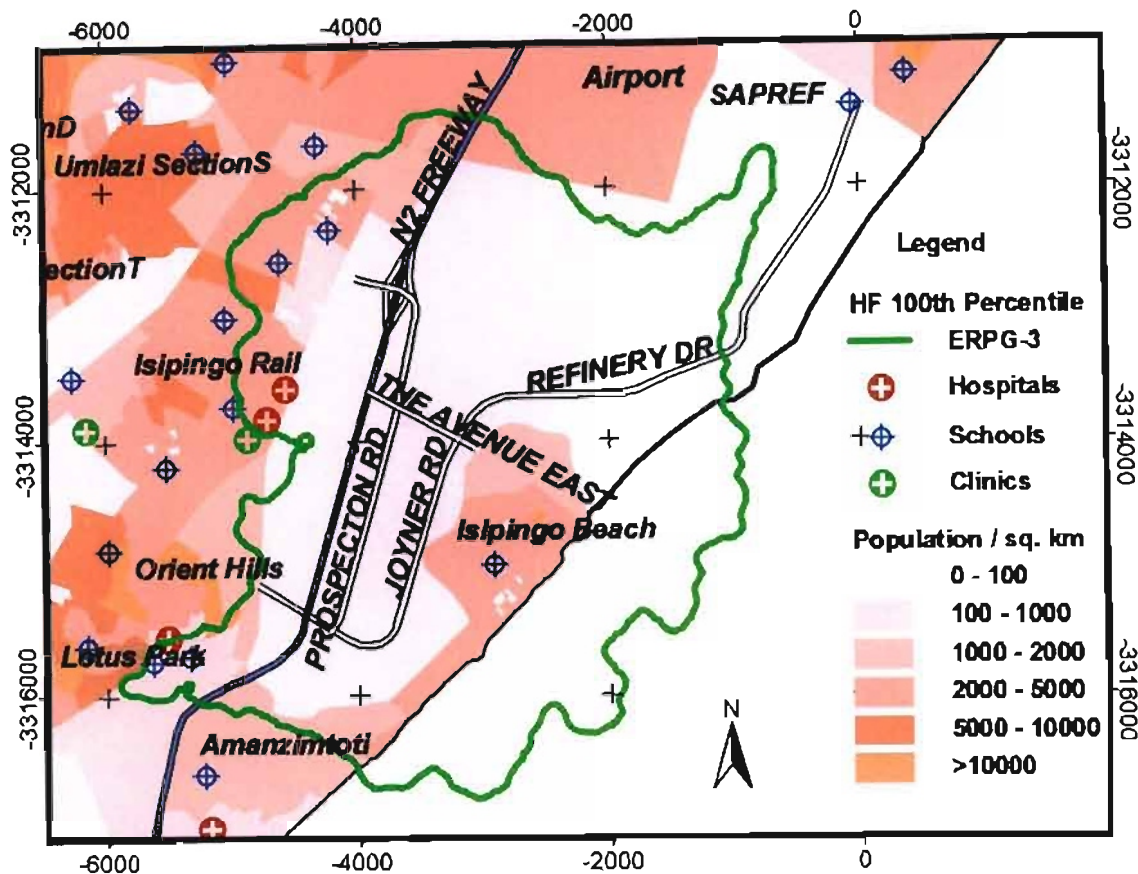 -6000 -4000 -2000 0
Airport
SAPREF
nD
Umlazi SectionS
N2 FREEWAY
-3312000
-3312000
ectionT
Legend
HF 100th Percentile
ERPG-3
Hospitals
Schools
Clinics
Isipingo Rail
REFINERY DR
THE AVENUE EAS
-3314000
-3314000
PROSPECTON RD
JOYNER RD
Isipingo Beach
Orient Hills
Population / sq. km
0 - 100
100 - 1000
1000 - 2000
2000 - 5000
5000 - 10000
>10000
Lotus Park
-3316000
-3316000
N
Amanzimtoti
-6000 -4000 -2000 0